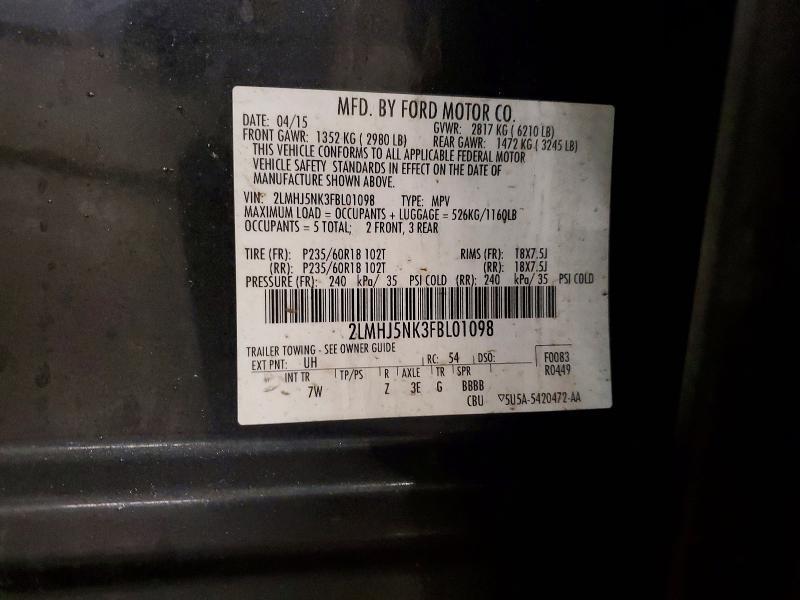 MFD. BY FORD MOTOR CO.
DATE: 04/15 GVWR: 2817 KG ( 6210 LB)
FRONT GAWR: 1352 KG ( 2980 LB) REAR GAWR: 1472 KG ( 3245 LB)
THIS VEHICLE CONFORMS TO ALL APPLICABLE FEDERAL MOTOR
VEHICLE SAFETY STANDARDS IN EFFECT ON THE DATE OF
MANUFACTURE SHOWN ABOVE.
VIN: 2LMHJ5NK3FBL01098 TYPE: MPV
MAXIMUM LOAD = OCCUPANTS + LUGGAGE = 526KG/1160LB
OCCUPANTS = 5 TOTAL; 2 FRONT, 3 REAR
TIRE (FR): P235/60R18 102T RIMS (FR): 18X7.5J
(RR): P235/60R18 102T (RR): 18X7.5J
PRESSURE (FR): 240 kPa/ 35 PSI COLD (RR): 240 kPa/ 35 PSI COLD
2LMHJ5NK3FBL01098
TRAILER TOWING - SEE OWNER GUIDE
EXT PNT: UH RC: 54 DSO: F0083
R0449
INT TR TP/PS R AXLE TR SPR
7W Z 3E G BBBB
CBU ▽5U5A-5420472-AA